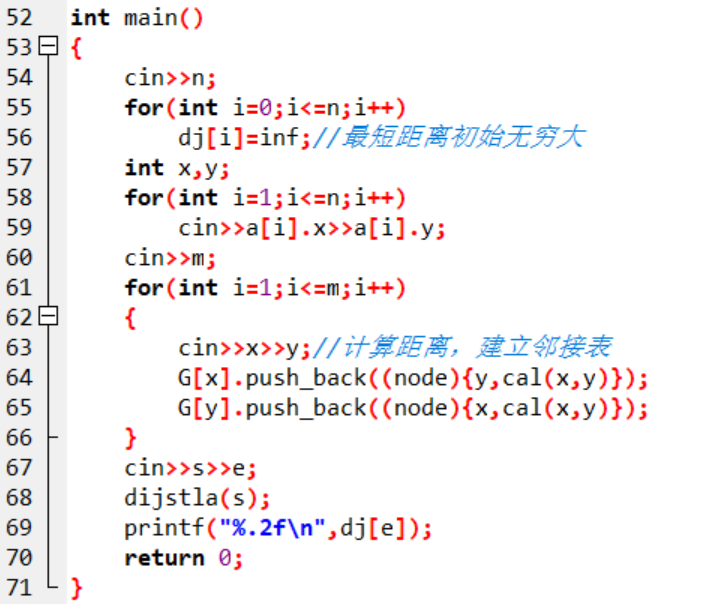 52 int main()
53 {
54 cin>>n;
55 for(int i=0;i<=n;i++)
56 dj[i]=inf;//最短距离初始无穷大
57 int x,y;
58 for(int i=1;i<=n;i++)
59 cin>>a[i].x>>a[i].y;
60 cin>>m;
61 for(int i=1;i<=m;i++)
62 {
63 cin>>x>>y;//计算距离，建立邻接表
64 G[x].push_back((node){y,cal(x,y)});
65 G[y].push_back((node){x,cal(x,y)});
66 }
67 cin>>s>>e;
68 dijstla(s);
69 printf("%.2f\n",dj[e]);
70 return 0;
71 }